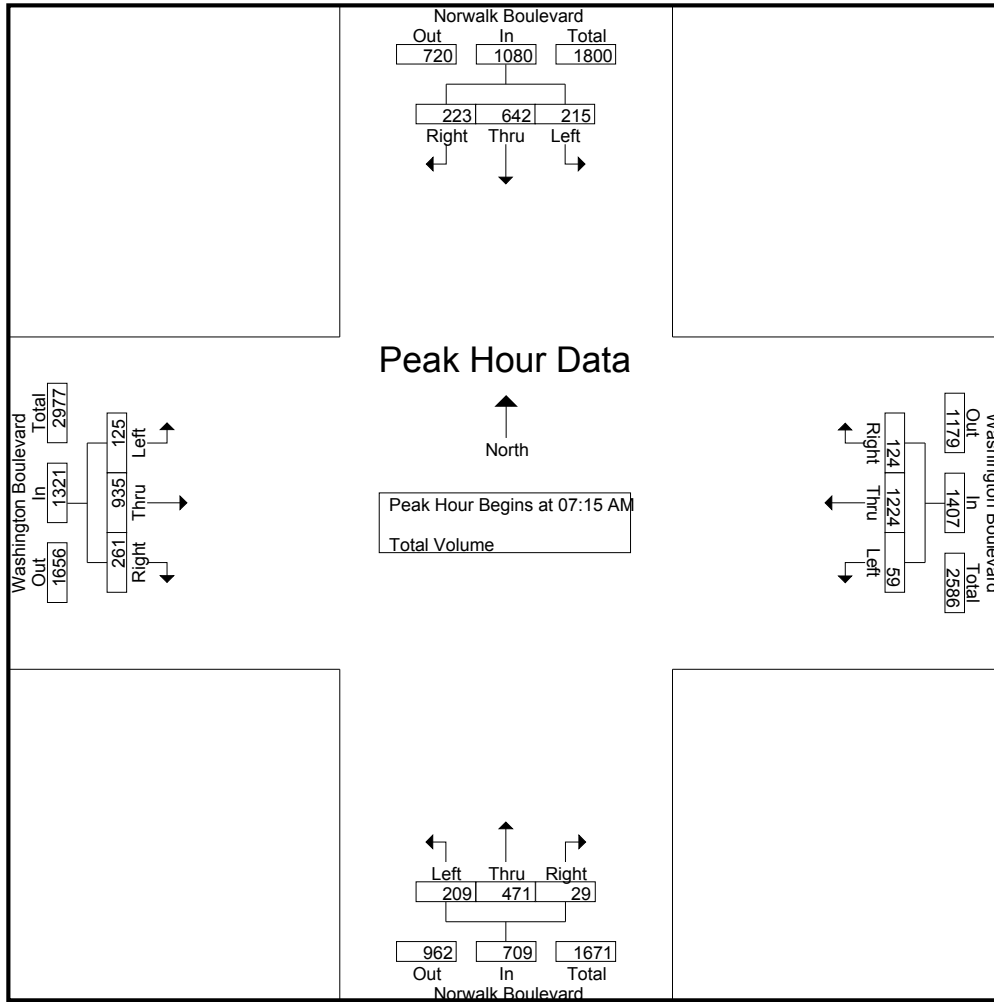 Norwalk Boulevard
Out In Total
720 1080 1800
223 642 215
Right Thru Left
Peak Hour Data
North
Peak Hour Begins at 07:15 AM
Total Volume
Washington Boulevard
Total In Out
2977 1321 1656
125 935 261
Left Thru Right
Washington Boulevard
Out In Total
1179 1407 2586
124 1224 59
Right Thru Left
Left Thru Right
209 471 29
962 709 1671
Out In Total
Norwalk Boulevard